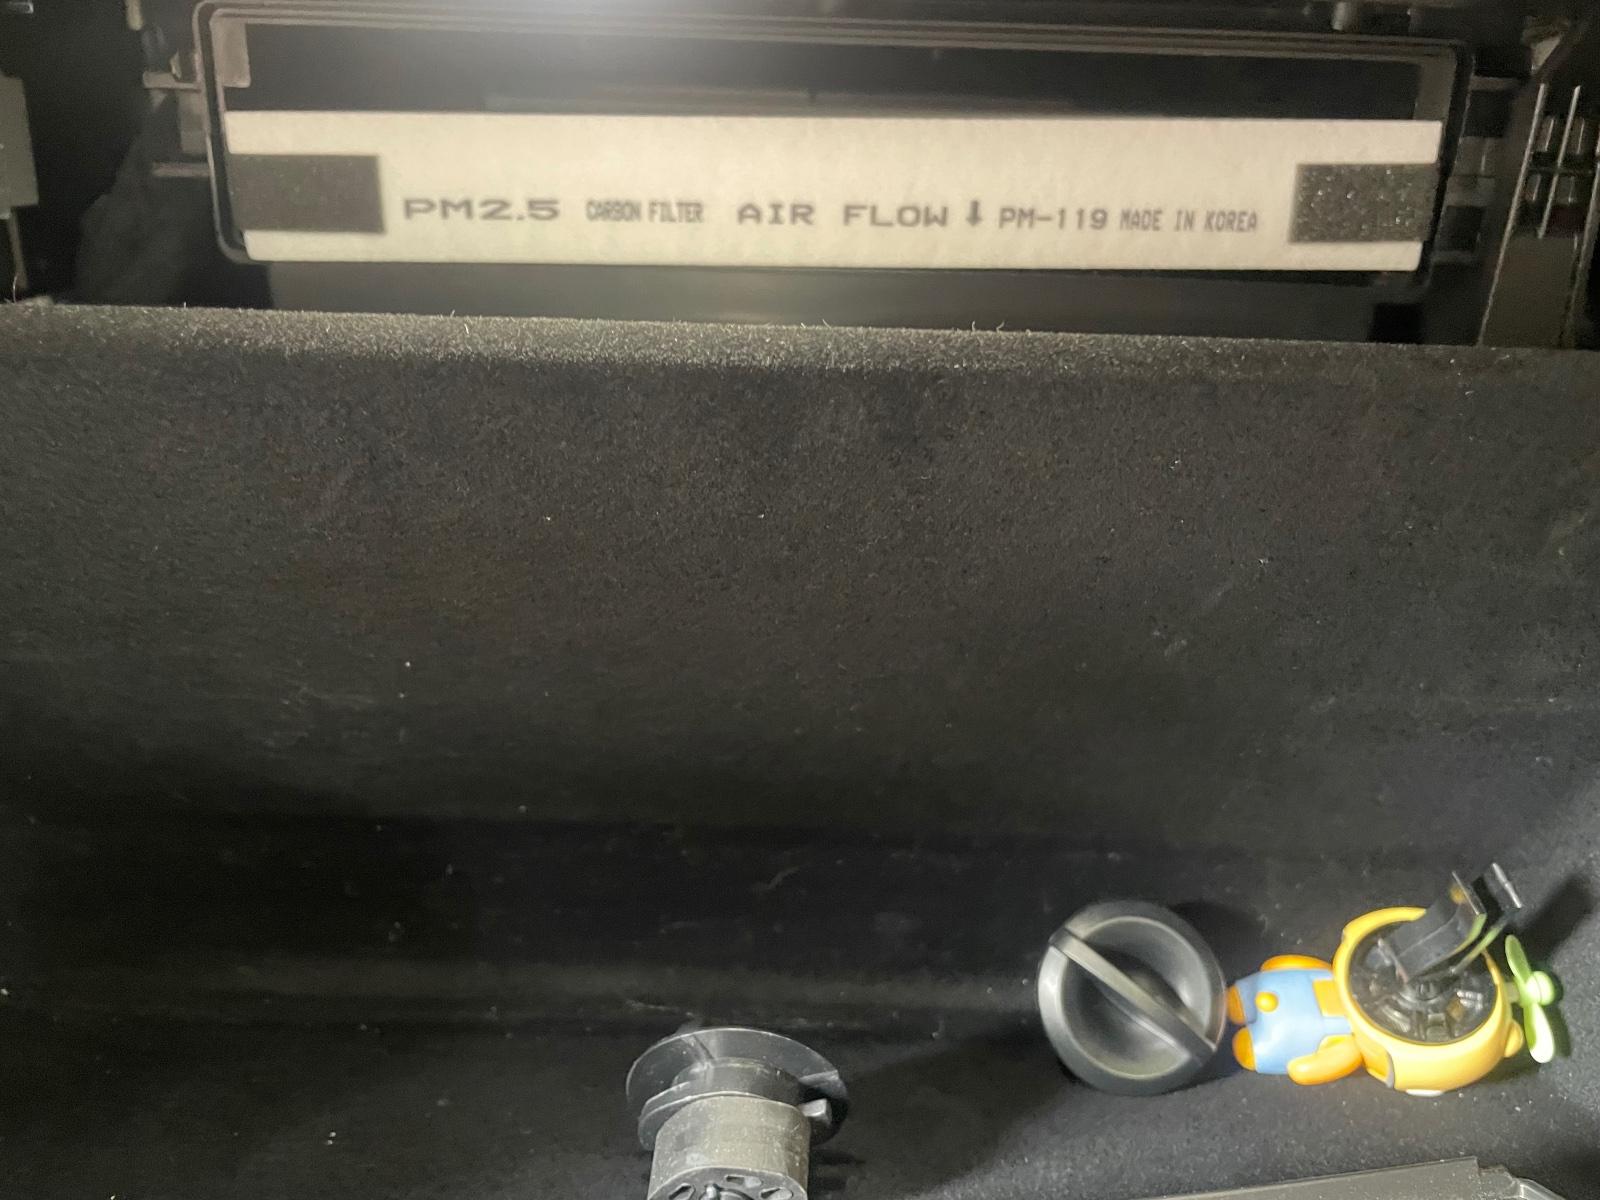 PM2.5 CARBON FILTER AIR FLOW ↓ PM-119 MADE IN KOREA